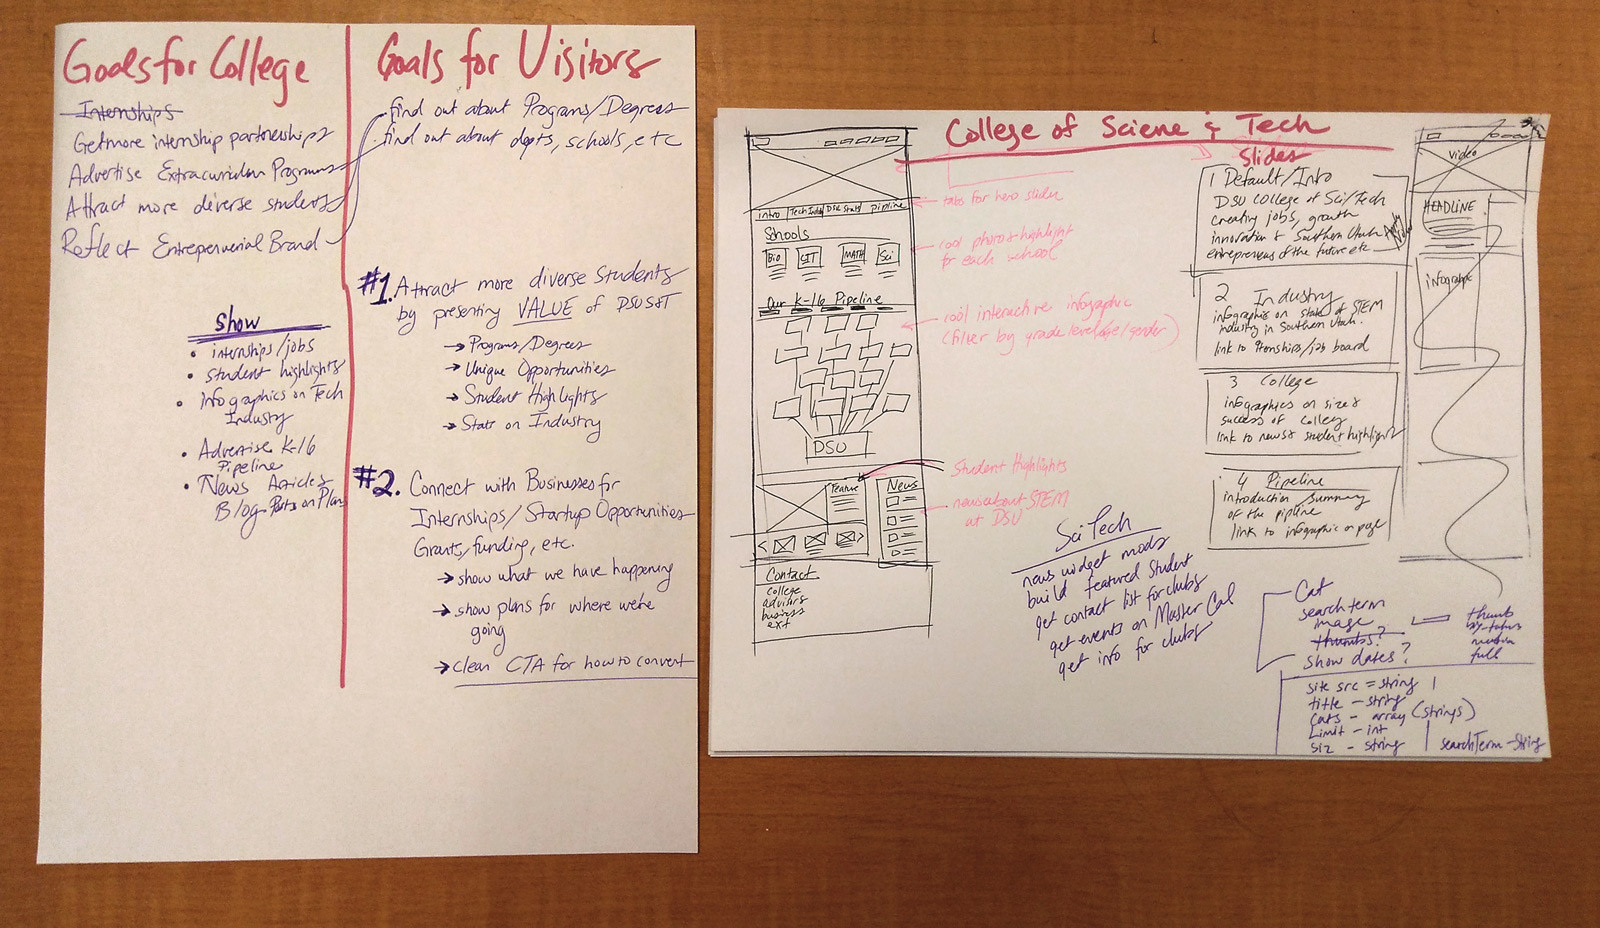 Goals for College
Internships
Get more internship partnerships
Advertise Extracurricular Programs
Attract more diverse students
Reflect Entreprenuerial Brand
Show
• internships/jobs
• student highlights
• infographics on Tech
Industry
• Advertise K-16
Pipeline
• News Articles
Blog Posts on Plans
Goals for Visitors
find out about Programs/Degrees
find out about depts, schools, etc
#1. Attract more diverse Students
by presenting VALUE of DSU S&T
→ Programs/Degrees
→ Unique Opportunities
→ Student Highlights
→ Stats on Industry
#2. Connect with Businesses for
Internships/Startup Opportunities
Grants, funding, etc.
→ show what we have happening
→ show plans for where we're
going
→ clean CTA for how to convert
College of Sciene & Tech
intro Tech Indus DSU Stats pipline
tabs for hero slider
Schools
Bio CIT MATH Sci
cool photos highlight
for each school
Our K-16 Pipeline
cool interactive infographic
(filter by grade level/age/gender)
DSU
Student Highlights
Feature
News
news about STEM
at DSU
Contact
college
advisors
business
ext
SciTech
news widget mods
build featured Student
get contact list for clubs
get events on Master Cal
get info for clubs
Slides
1 Default/Intro
DSU College of Sci/Tech
creating jobs, growth
innovation & Southern Utah
entrepreneurs of the future etc
2 Industry
infographic on state of STEM
industry in Southern Utah.
link to iternships/job board
3 College
infographics on size &
success of College
link to news & student highlights
4 Pipeline
introduction/summary
of the pipeline
link to infographic on page
Video
HEADLINE
infographic
Cat
search term
image
thumbs?
show dates?
thumb
medium
full
site src = string
title - string
cats - array (strings)
Limit - int
siz - string
searchTerm - string